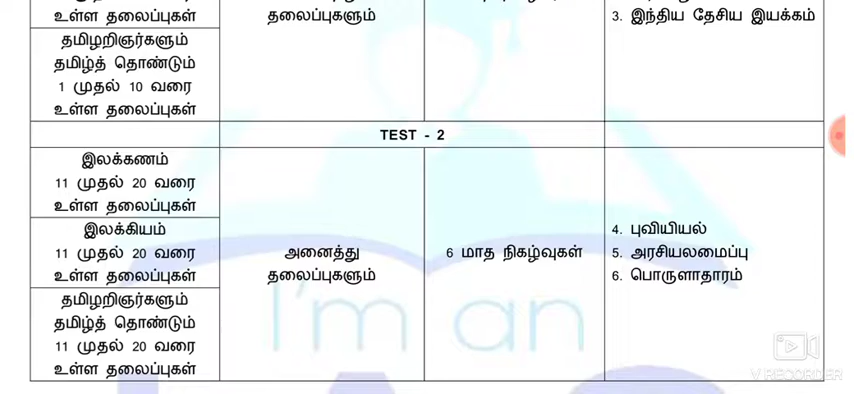 உள்ள தலைப்புகள்
தலைப்புகளும்
3. இந்திய தேசிய இயக்கம்
தமிழறிஞர்களும்
தமிழ்த் தொண்டும்
1 முதல் 10 வரை
உள்ள தலைப்புகள்
TEST - 2
இலக்கணம்
11 முதல் 20 வரை
உள்ள தலைப்புகள்
இலக்கியம்
11 முதல் 20 வரை
உள்ள தலைப்புகள்
தமிழறிஞர்களும்
தமிழ்த் தொண்டும்
11 முதல் 20 வரை
உள்ள தலைப்புகள்
அனைத்து
தலைப்புகளும்
6 மாத நிகழ்வுகள்
4. புவியியல்
5. அரசியலமைப்பு
6. பொருளாதாரம்
I'm an
V RECORDER